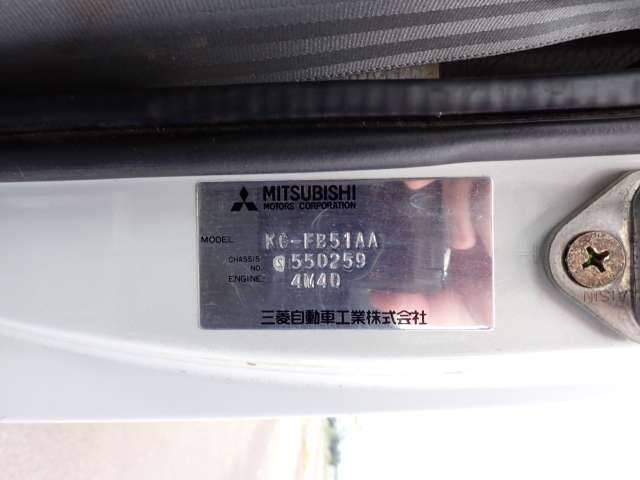 MITSUBISHI
MOTORS CORPORATION
MODEL KC-FB51AA
CHASSIS NO. 550259
ENGINE. 4M40
三菱自動車工業株式会社
AISIN